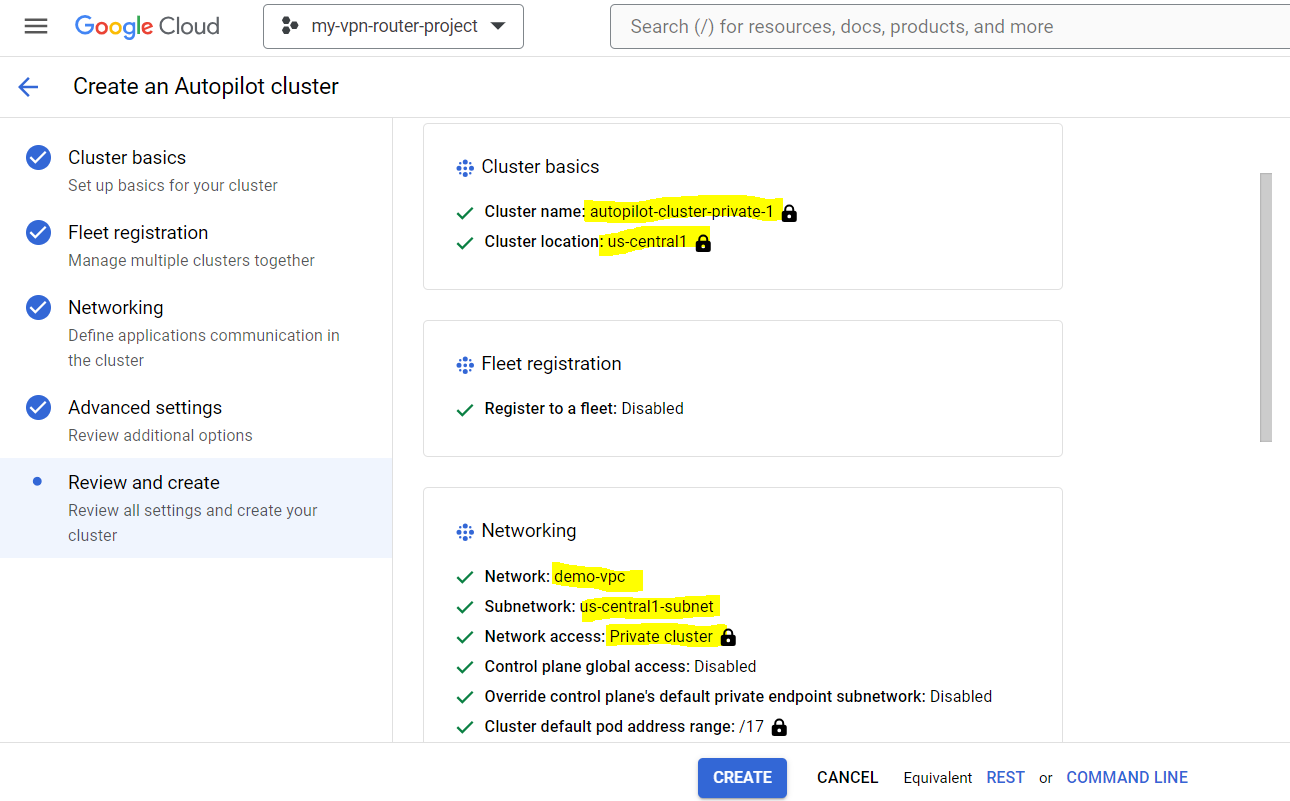 Google Cloud
my-vpn-router-project
Search (/) for resources, docs, products, and more
Create an Autopilot cluster
Cluster basics
Set up basics for your cluster
Fleet registration
Manage multiple clusters together
Networking
Define applications communication in
the cluster
Advanced settings
Review additional options
Review and create
Review all settings and create your
cluster
Cluster basics
Cluster name: autopilot-cluster-private-1
Cluster location: us-central1
Fleet registration
Register to a fleet: Disabled
Networking
Network: demo-vpc
Subnetwork: us-central1-subnet
Network access: Private cluster
Control plane global access: Disabled
Override control plane's default private endpoint subnetwork: Disabled
Cluster default pod address range: /17
CREATE CANCEL Equivalent REST or COMMAND LINE